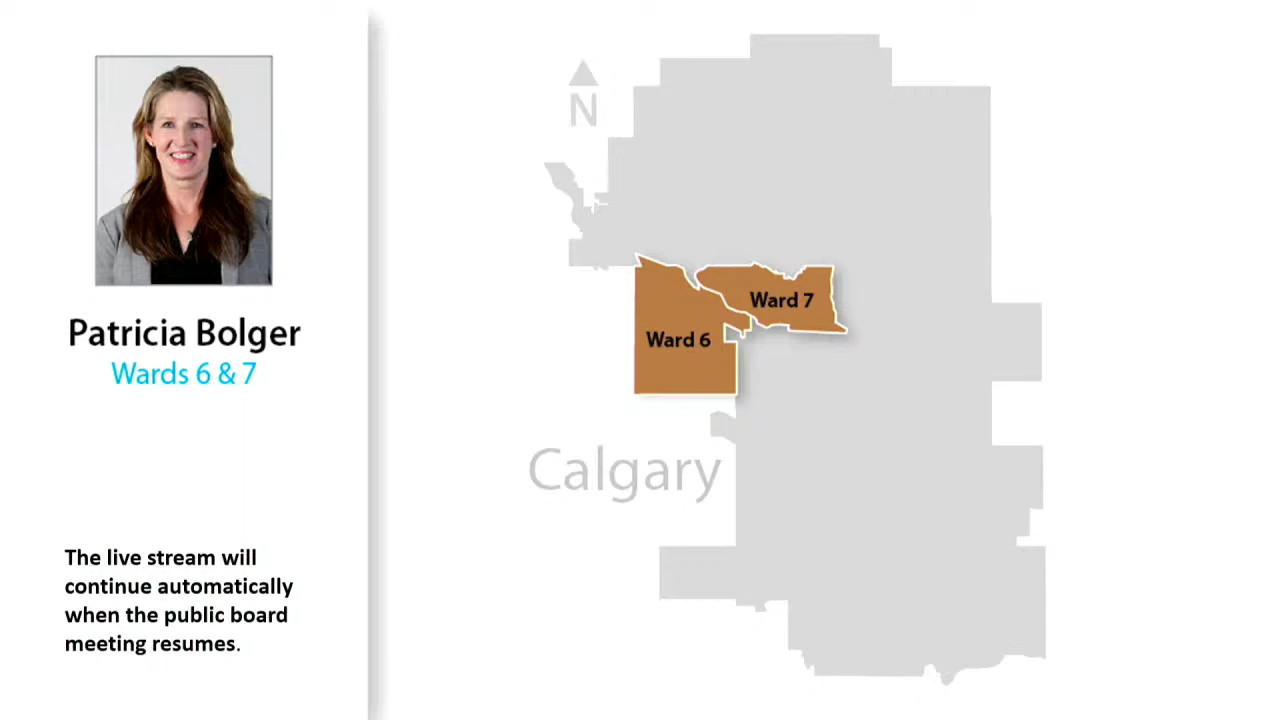 Patricia Bolger
Wards 6 & 7
The live stream will
continue automatically
when the public board
meeting resumes.
N
Ward 7
Ward 6
Calgary